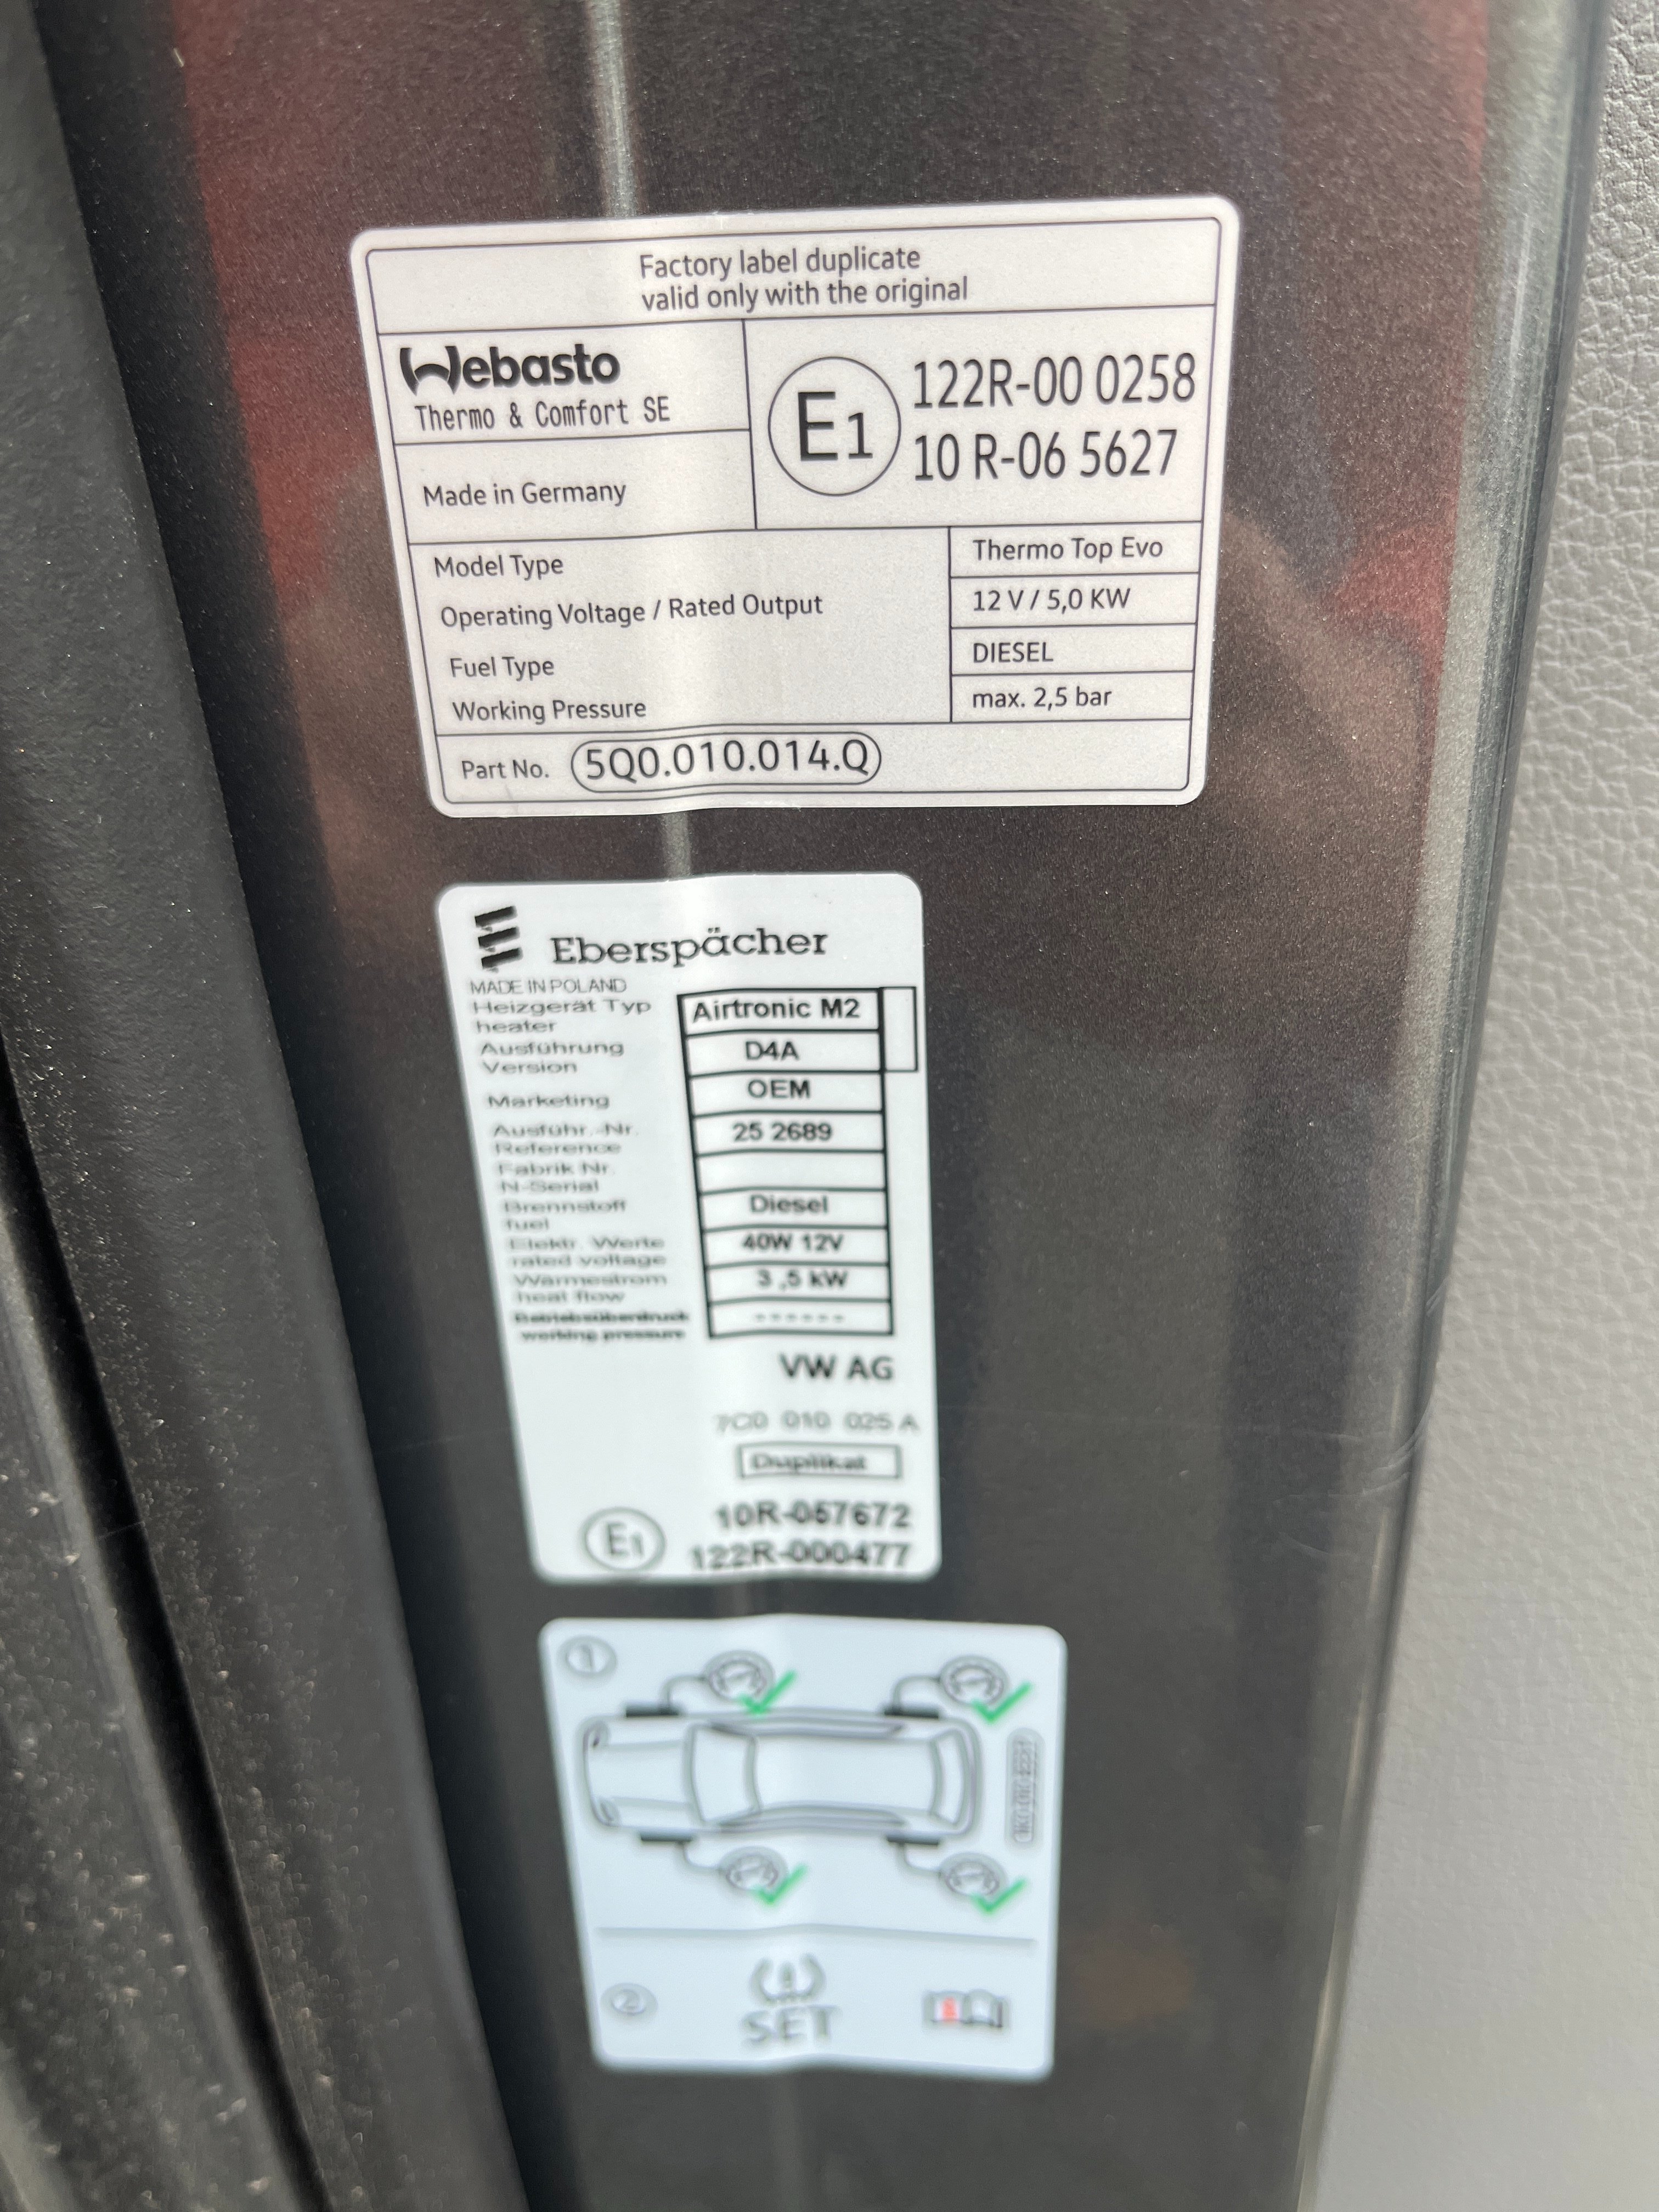 Factory label duplicate
valid only with the original
Webasto
Thermo & Comfort SE
E1
122R-00 0258
10 R-06 5627
Made in Germany
Model Type
Thermo Top Evo
Operating Voltage / Rated Output
12 V / 5,0 KW
Fuel Type
DIESEL
Working Pressure
max. 2,5 bar
Part No. 5Q0.010.014.Q
Eberspächer
MADE IN POLAND
Heizgerät Typ
heater
Airtronic M2
Ausführung
Version
D4A
Marketing
OEM
Ausführ.-Nr.
Reference
25 2689
Fabrik Nr.
N-Serial
Brennstoff
fuel
Diesel
Elektr. Werte
rated voltage
40W 12V
Wärmestrom
heat flow
3 ,5 kW
Betriebsüberdruck
working pressure
------
VW AG
7C0 010 025 A
Duplikat
E1
10R-057672
122R-000477
1
2
SET